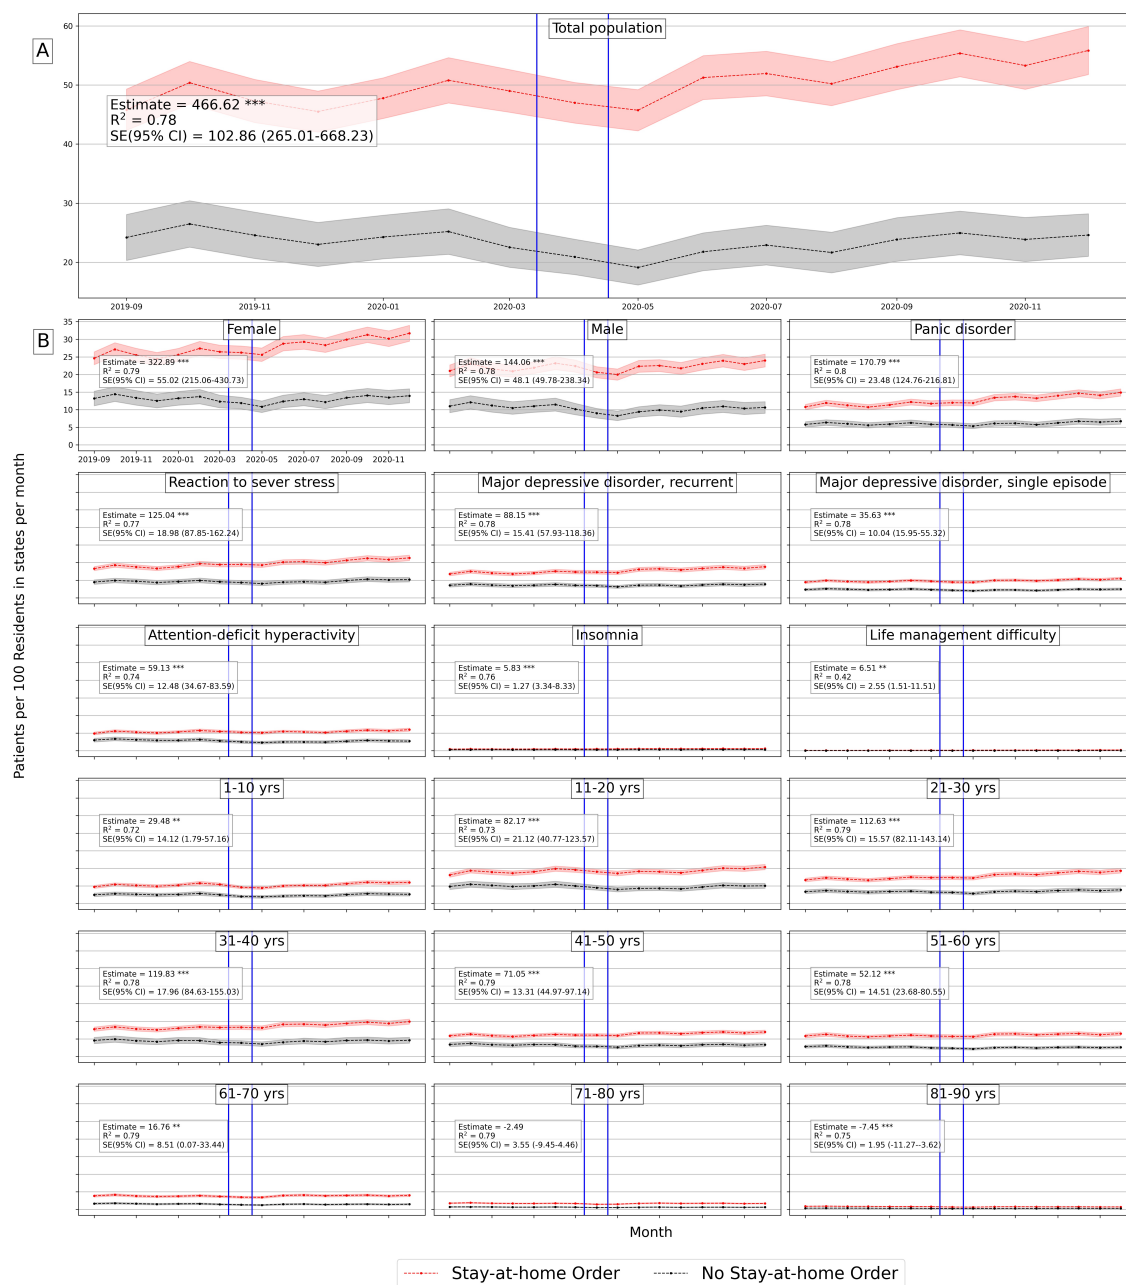 A
Total population
60
50
40
30
20
Estimate = 466.62 ***
R² = 0.78
SE(95% CI) = 102.86 (265.01-668.23)
2019-09 2019-11 2020-01 2020-03 2020-05 2020-07 2020-09 2020-11
B
Patients per 100 Residents in states per month
35
30
25
20
15
10
5
0
Female
Estimate = 322.89 ***
R² = 0.79
SE(95% CI) = 55.02 (215.06-430.73)
2019-09 2019-11 2020-01 2020-03 2020-05 2020-07 2020-09 2020-11
Male
Estimate = 144.06 ***
R² = 0.78
SE(95% CI) = 48.1 (49.78-238.34)
Panic disorder
Estimate = 170.79 ***
R² = 0.8
SE(95% CI) = 23.48 (124.76-216.81)
Reaction to sever stress
Estimate = 125.04 ***
R² = 0.77
SE(95% CI) = 18.98 (87.85-162.24)
Major depressive disorder, recurrent
Estimate = 88.15 ***
R² = 0.78
SE(95% CI) = 15.41 (57.93-118.36)
Major depressive disorder, single episode
Estimate = 35.63 ***
R² = 0.78
SE(95% CI) = 10.04 (15.95-55.32)
Attention-deficit hyperactivity
Estimate = 59.13 ***
R² = 0.74
SE(95% CI) = 12.48 (34.67-83.59)
Insomnia
Estimate = 5.83 ***
R² = 0.76
SE(95% CI) = 1.27 (3.34-8.33)
Life management difficulty
Estimate = 6.51 **
R² = 0.42
SE(95% CI) = 2.55 (1.51-11.51)
1-10 yrs
Estimate = 29.48 **
R² = 0.72
SE(95% CI) = 14.12 (1.79-57.16)
11-20 yrs
Estimate = 82.17 ***
R² = 0.73
SE(95% CI) = 21.12 (40.77-123.57)
21-30 yrs
Estimate = 112.63 ***
R² = 0.79
SE(95% CI) = 15.57 (82.11-143.14)
31-40 yrs
Estimate = 119.83 ***
R² = 0.78
SE(95% CI) = 17.96 (84.63-155.03)
41-50 yrs
Estimate = 71.05 ***
R² = 0.79
SE(95% CI) = 13.31 (44.97-97.14)
51-60 yrs
Estimate = 52.12 ***
R² = 0.78
SE(95% CI) = 14.51 (23.68-80.55)
61-70 yrs
Estimate = 16.76 **
R² = 0.79
SE(95% CI) = 8.51 (0.07-33.44)
71-80 yrs
Estimate = -2.49
R² = 0.79
SE(95% CI) = 3.55 (-9.45-4.46)
81-90 yrs
Estimate = -7.45 ***
R² = 0.75
SE(95% CI) = 1.95 (-11.27--3.62)
Month
Stay-at-home Order
No Stay-at-home Order